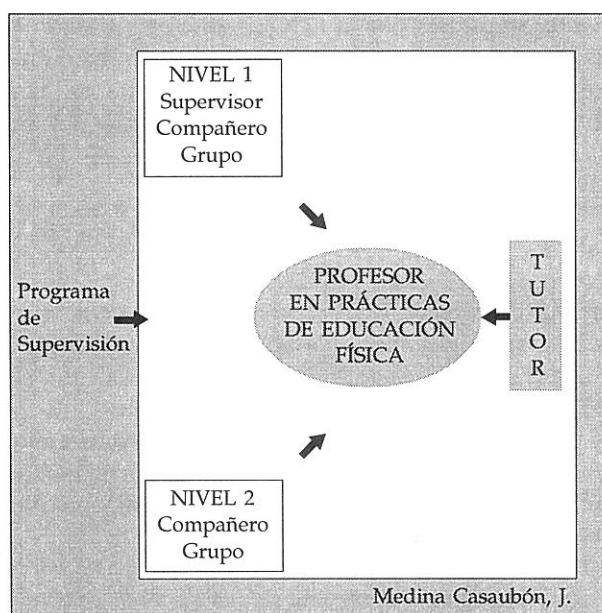 NIVEL 1
Supervisor
Compañero
Grupo
Programa
de
Supervisión
PROFESOR
EN PRÁCTICAS
DE EDUCACIÓN
FÍSICA
T
U
T
O
R
NIVEL 2
Compañero
Grupo
Medina Casaubón, J.